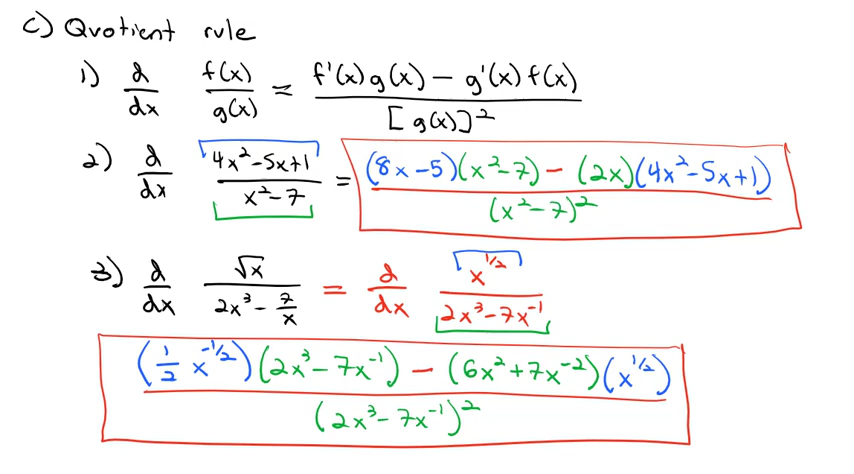 c) Quotient rule
1) d/dx f(x)/g(x) = (f'(x)g(x) − g'(x)f(x))/[g(x)]²
2) d/dx (4x²−5x+1)/(x²−7) = ((8x−5)(x²−7) − (2x)(4x²−5x+1))/(x²−7)²
3) d/dx √x/(2x³ − 7/x) = d/dx x^(1/2)/(2x³−7x⁻¹)
((1/2 x^(−1/2))(2x³−7x⁻¹) − (6x²+7x⁻²)(x^(1/2)))/(2x³−7x⁻¹)²